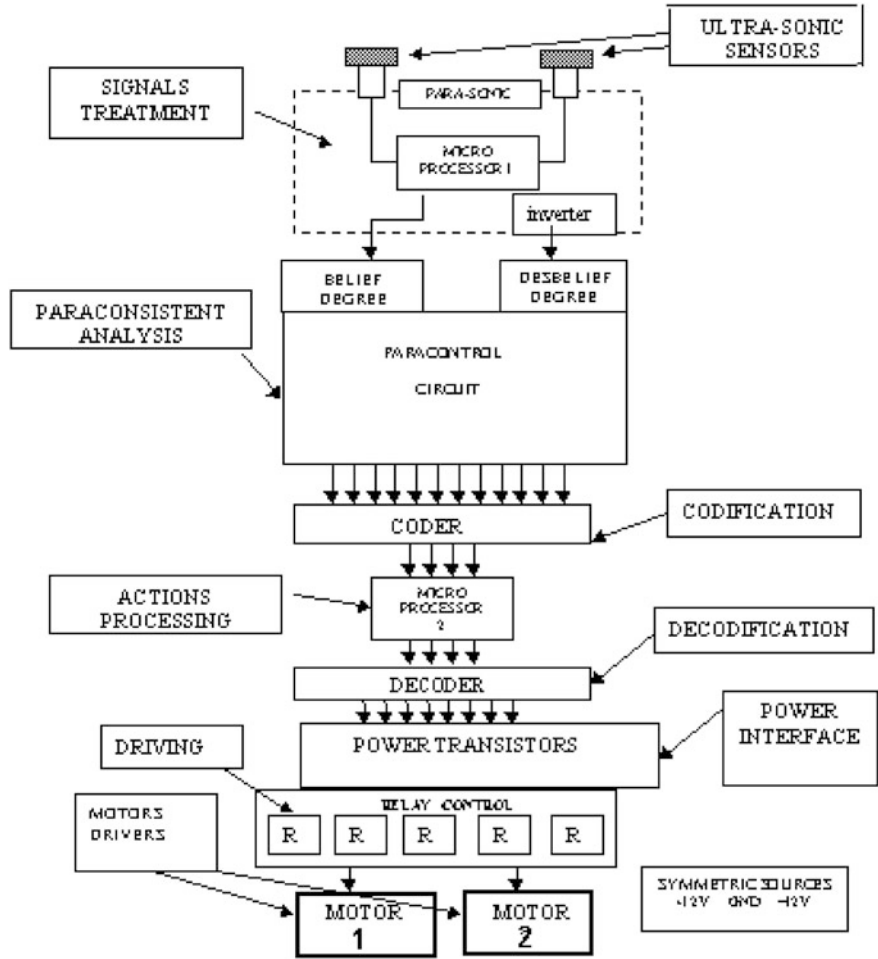 ULTRA-SONIC
SENSORS
SIGNALS
TREATMENT
PARA-SONIC
MICRO
PROCESSOR 1
inverter
BELIEF
DEGREE
DESBELIEF
DEGREE
PARACONSISTENT
ANALYSIS
PARACONTROL
CIRCUIT
CODER
CODIFICATION
ACTIONS
PROCESSING
MICRO
PROCESSOR
2
DECODIFICATION
DECODER
POWER
INTERFACE
POWER TRANSISTORS
DRIVING
RELAY CONTROL
R R R R R
MOTORS
DRIVERS
MOTOR
1
MOTOR
2
SYMMETRIC SOURCES
GND